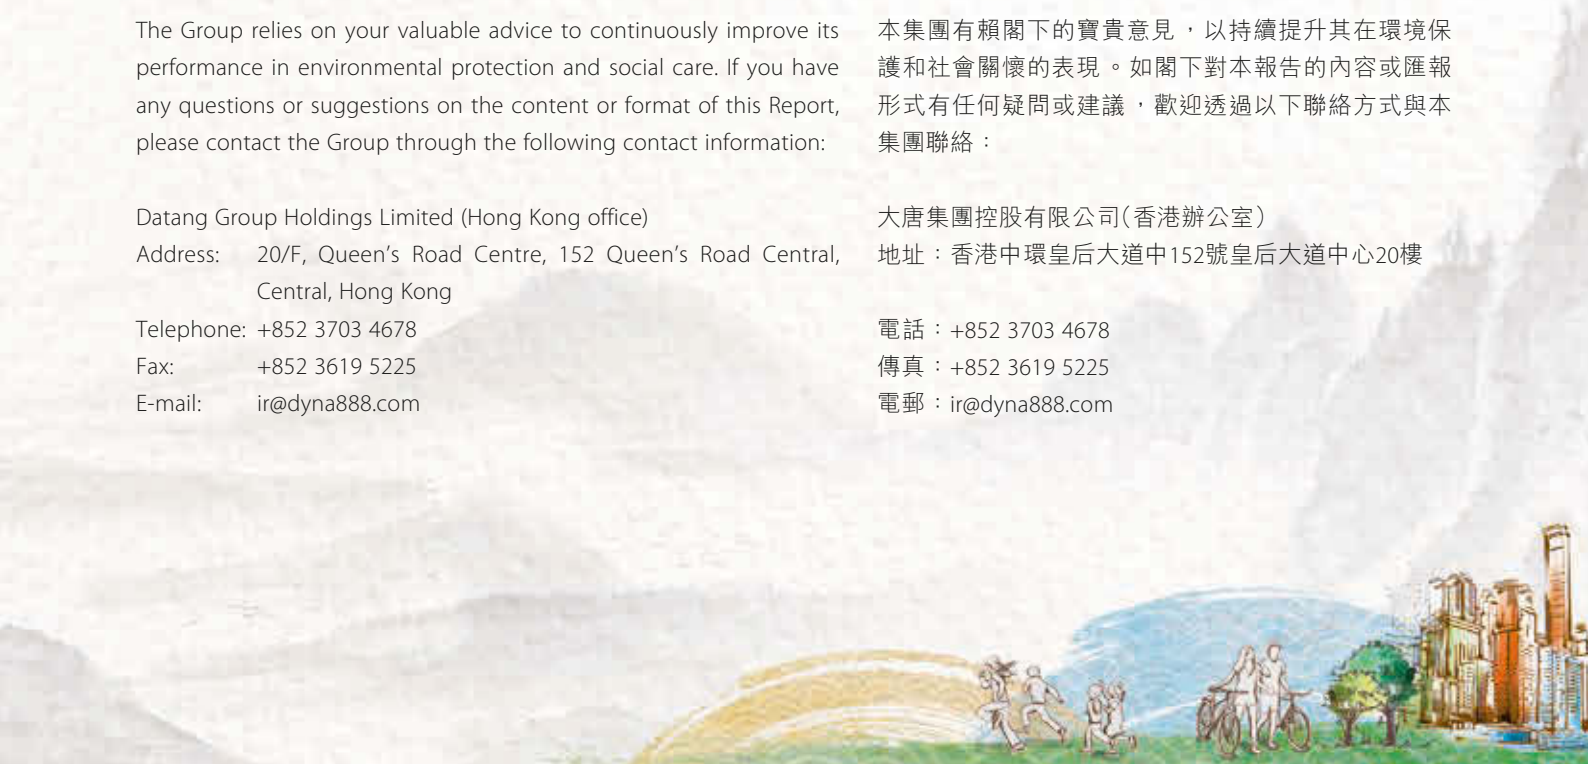 The Group relies on your valuable advice to continuously improve its
performance in environmental protection and social care. If you have
any questions or suggestions on the content or format of this Report,
please contact the Group through the following contact information:
Datang Group Holdings Limited (Hong Kong office)
Address: 20/F, Queen's Road Centre, 152 Queen's Road Central,
Central, Hong Kong
Telephone: +852 3703 4678
Fax: +852 3619 5225
E-mail: ir@dyna888.com
本集團有賴閣下的寶貴意見，以持續提升其在環境保
護和社會關懷的表現。如閣下對本報告的內容或匯報
形式有任何疑問或建議，歡迎透過以下聯絡方式與本
集團聯絡：
大唐集團控股有限公司（香港辦公室）
地址：香港中環皇后大道中152號皇后大道中心20樓
電話：+852 3703 4678
傳真：+852 3619 5225
電郵：ir@dyna888.com